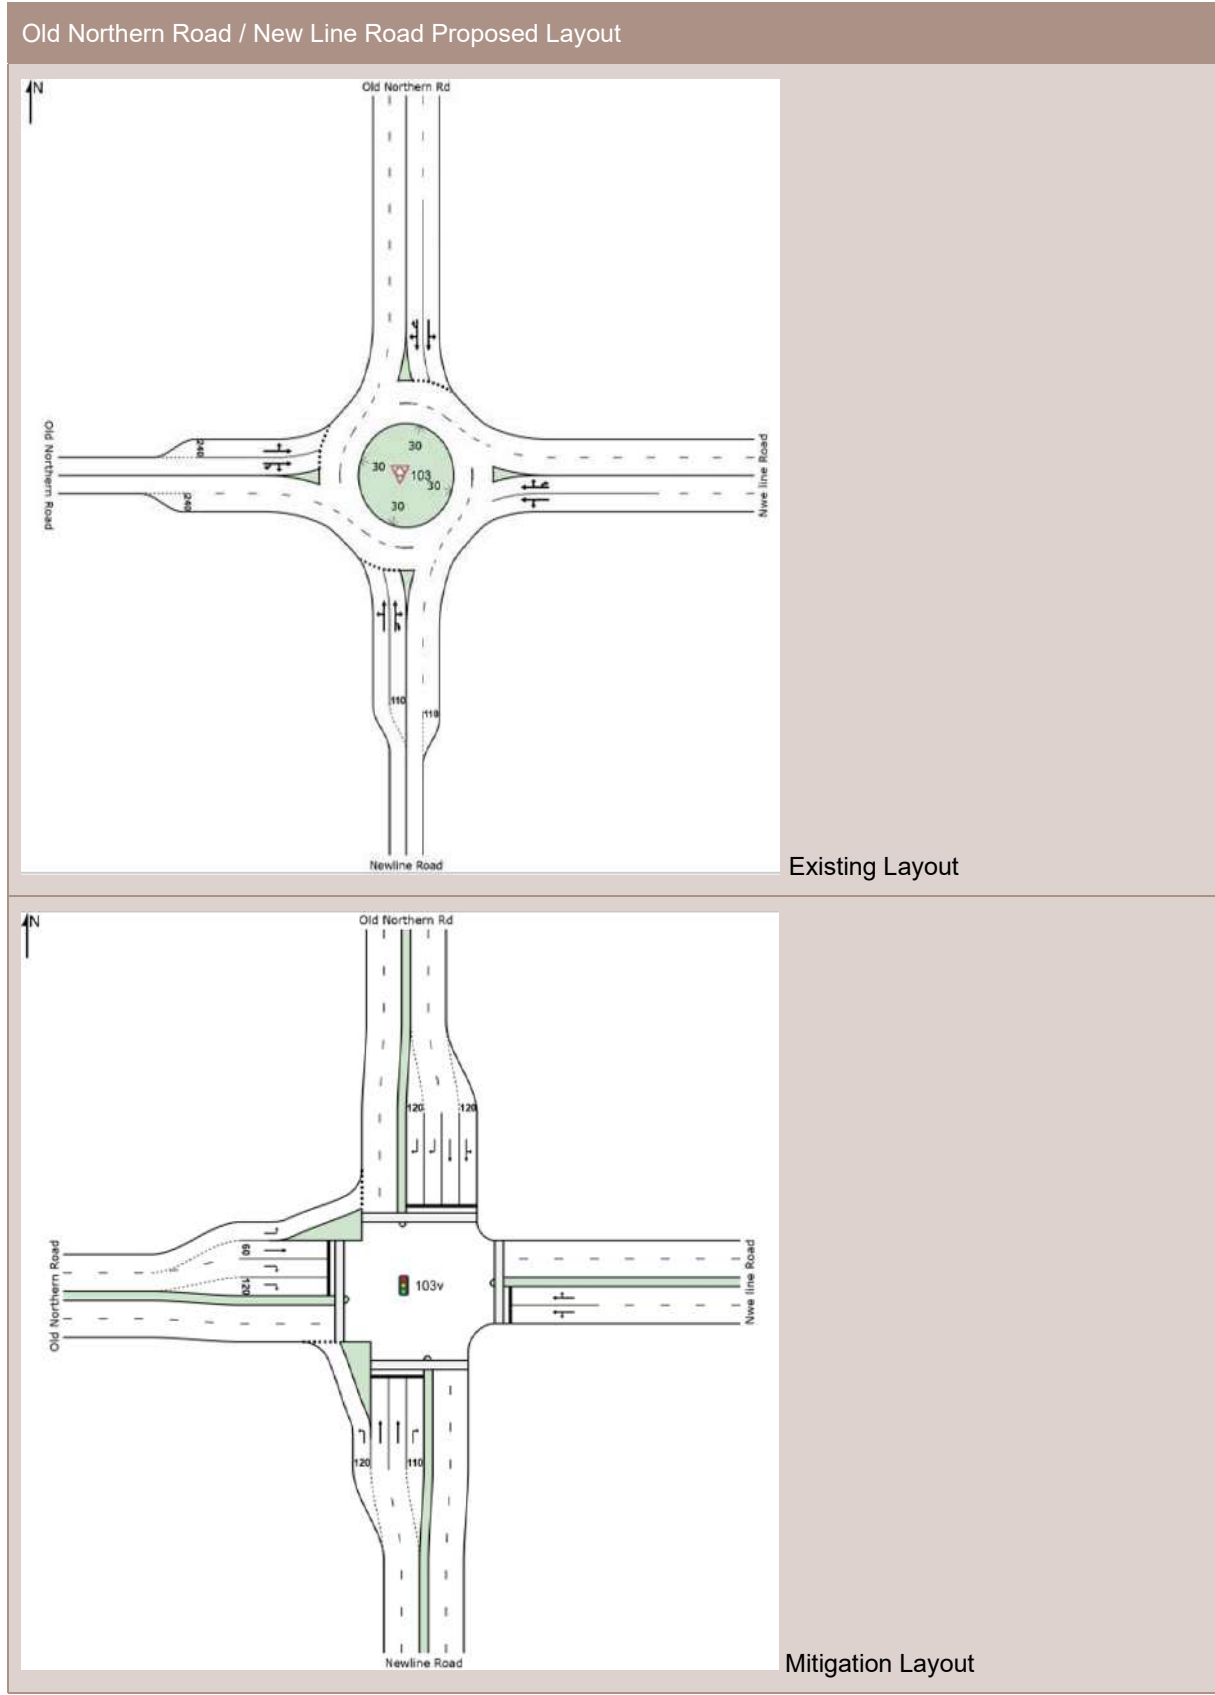 Old Northern Road / New Line Road Proposed Layout
N
Old Northern Rd
240
30
30
103
30
30
240
Old Northern Road
Nwe line Road
110
110
Newline Road
Existing Layout
N
Old Northern Rd
120
120
60
120
Old Northern Road
103v
Nwe line Road
120
110
Newline Road
Mitigation Layout